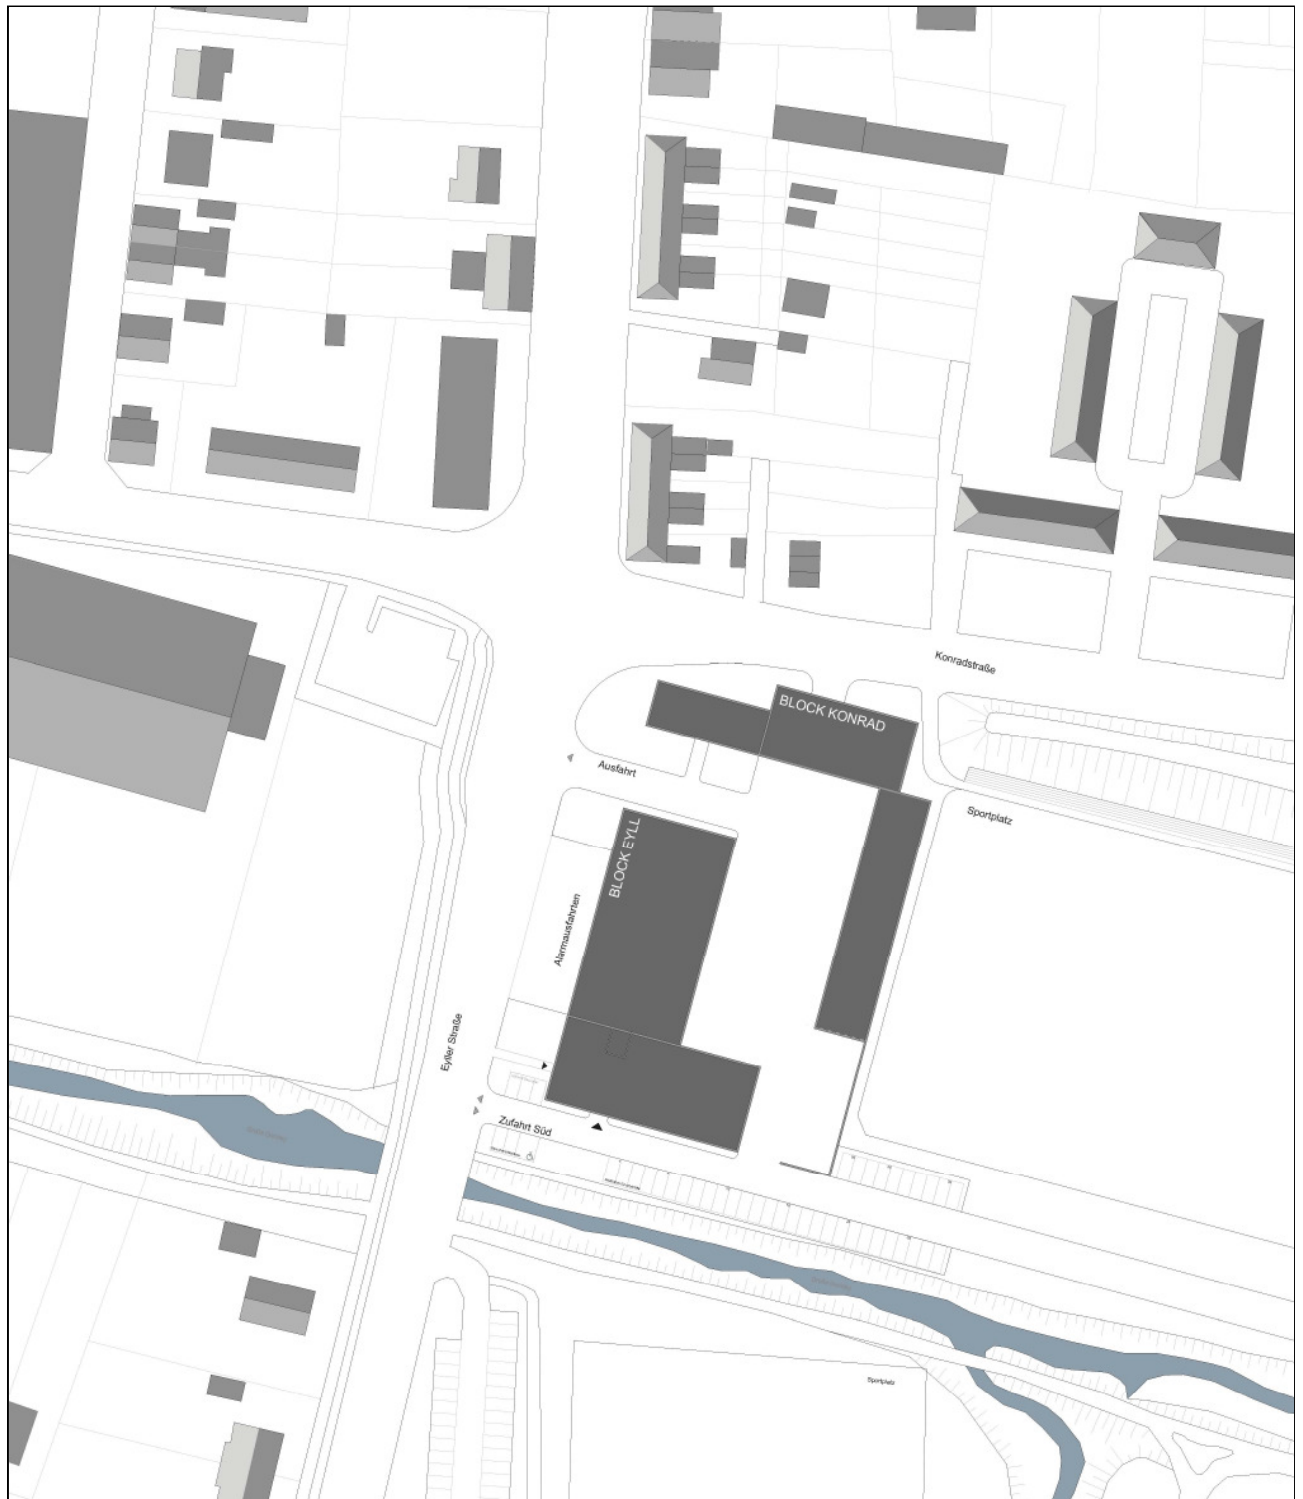 Konradstraße
BLOCK KONRAD
Ausfahrt
Sportplatz
BLOCK EYLL
Alarmausfahrten
Eyller Straße
Zufahrt Süd
Sportplatz